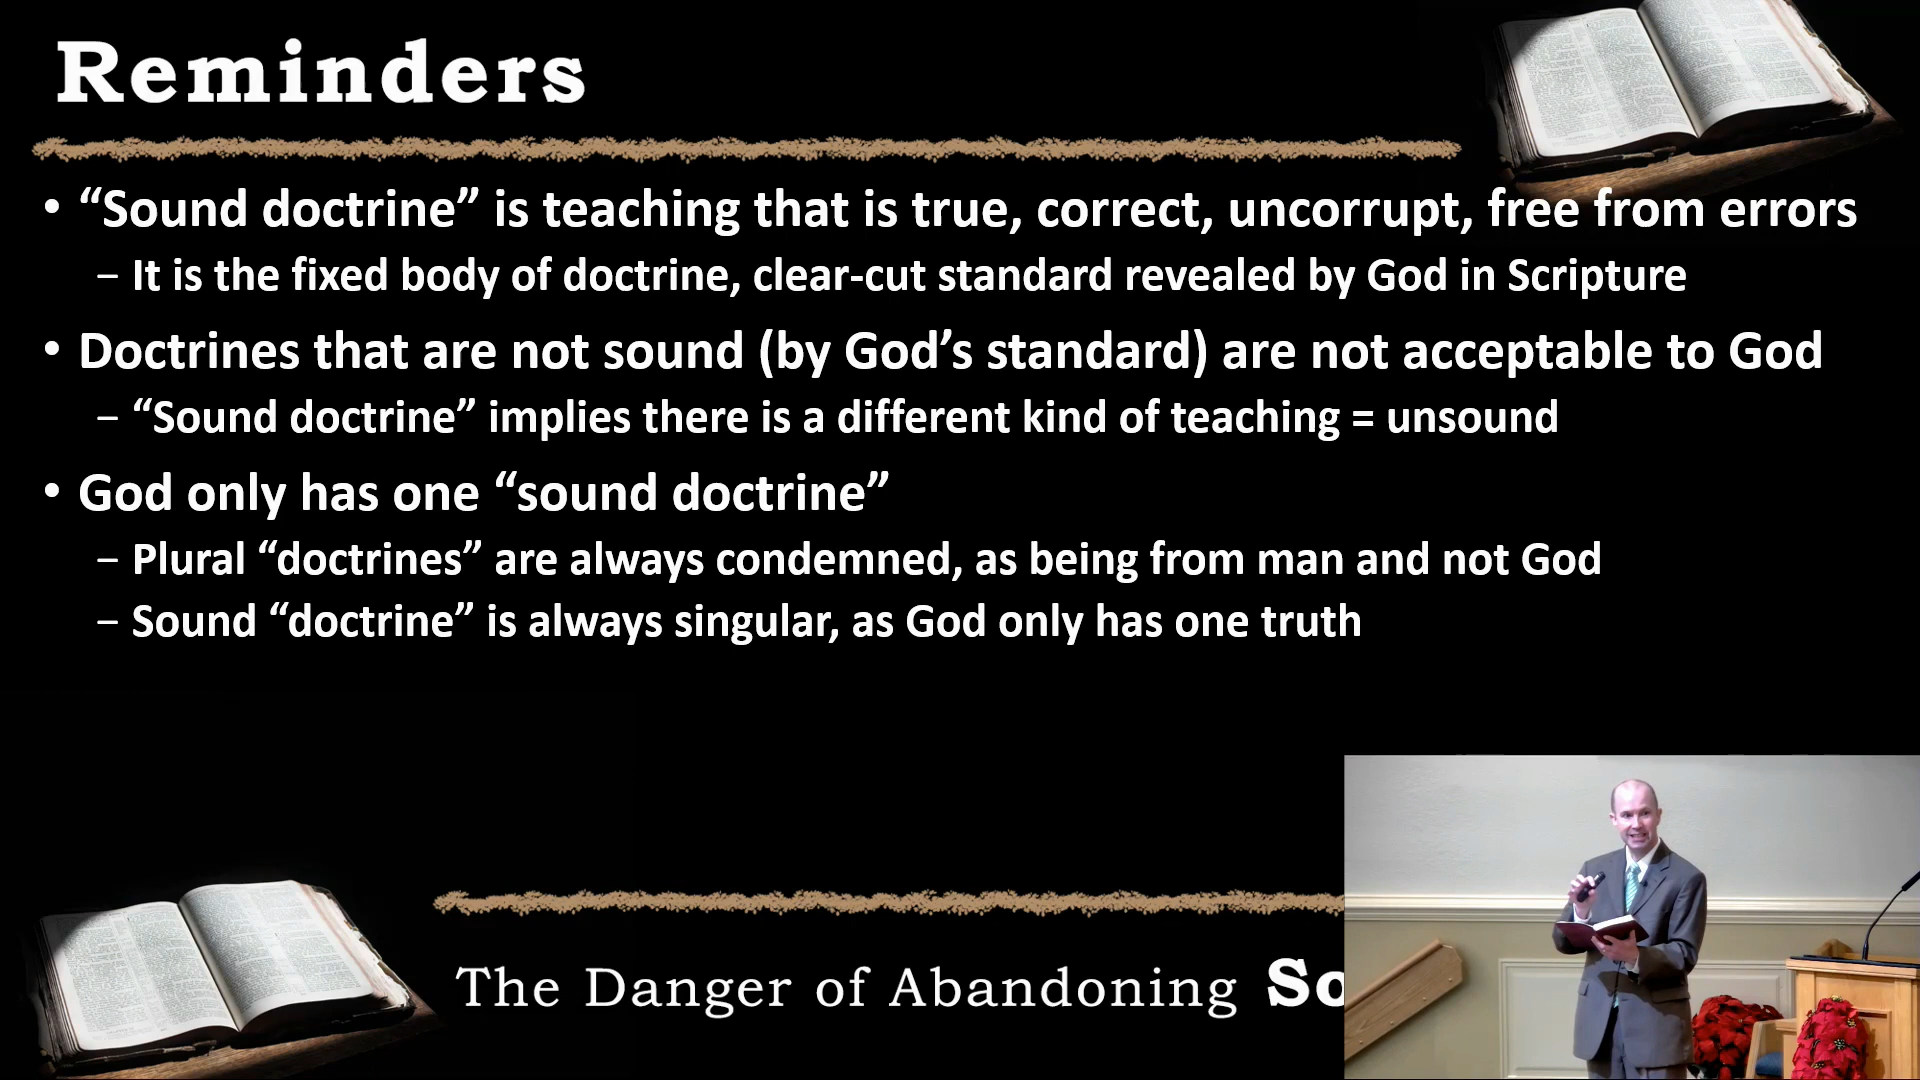 Reminders
• “Sound doctrine” is teaching that is true, correct, uncorrupt, free from errors
– It is the fixed body of doctrine, clear-cut standard revealed by God in Scripture
• Doctrines that are not sound (by God’s standard) are not acceptable to God
– “Sound doctrine” implies there is a different kind of teaching = unsound
• God only has one “sound doctrine”
– Plural “doctrines” are always condemned, as being from man and not God
– Sound “doctrine” is always singular, as God only has one truth
The Danger of Abandoning So